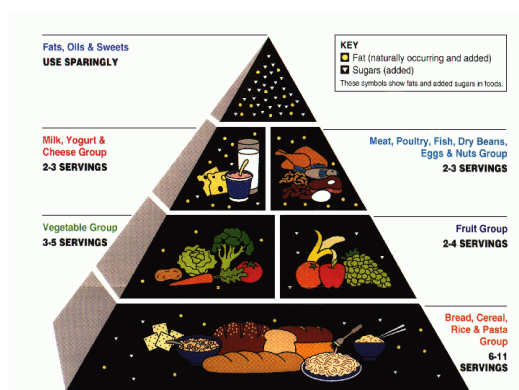 Fats, Oils & Sweets
USE SPARINGLY
KEY
Fat (naturally occurring and added)
Sugars (added)
These symbols show fats and added sugars in foods.
Milk, Yogurt &
Cheese Group
2-3 SERVINGS
Meat, Poultry, Fish, Dry Beans,
Eggs & Nuts Group
2-3 SERVINGS
Vegetable Group
3-5 SERVINGS
Fruit Group
2-4 SERVINGS
Bread, Cereal,
Rice & Pasta
Group
6-11
SERVINGS